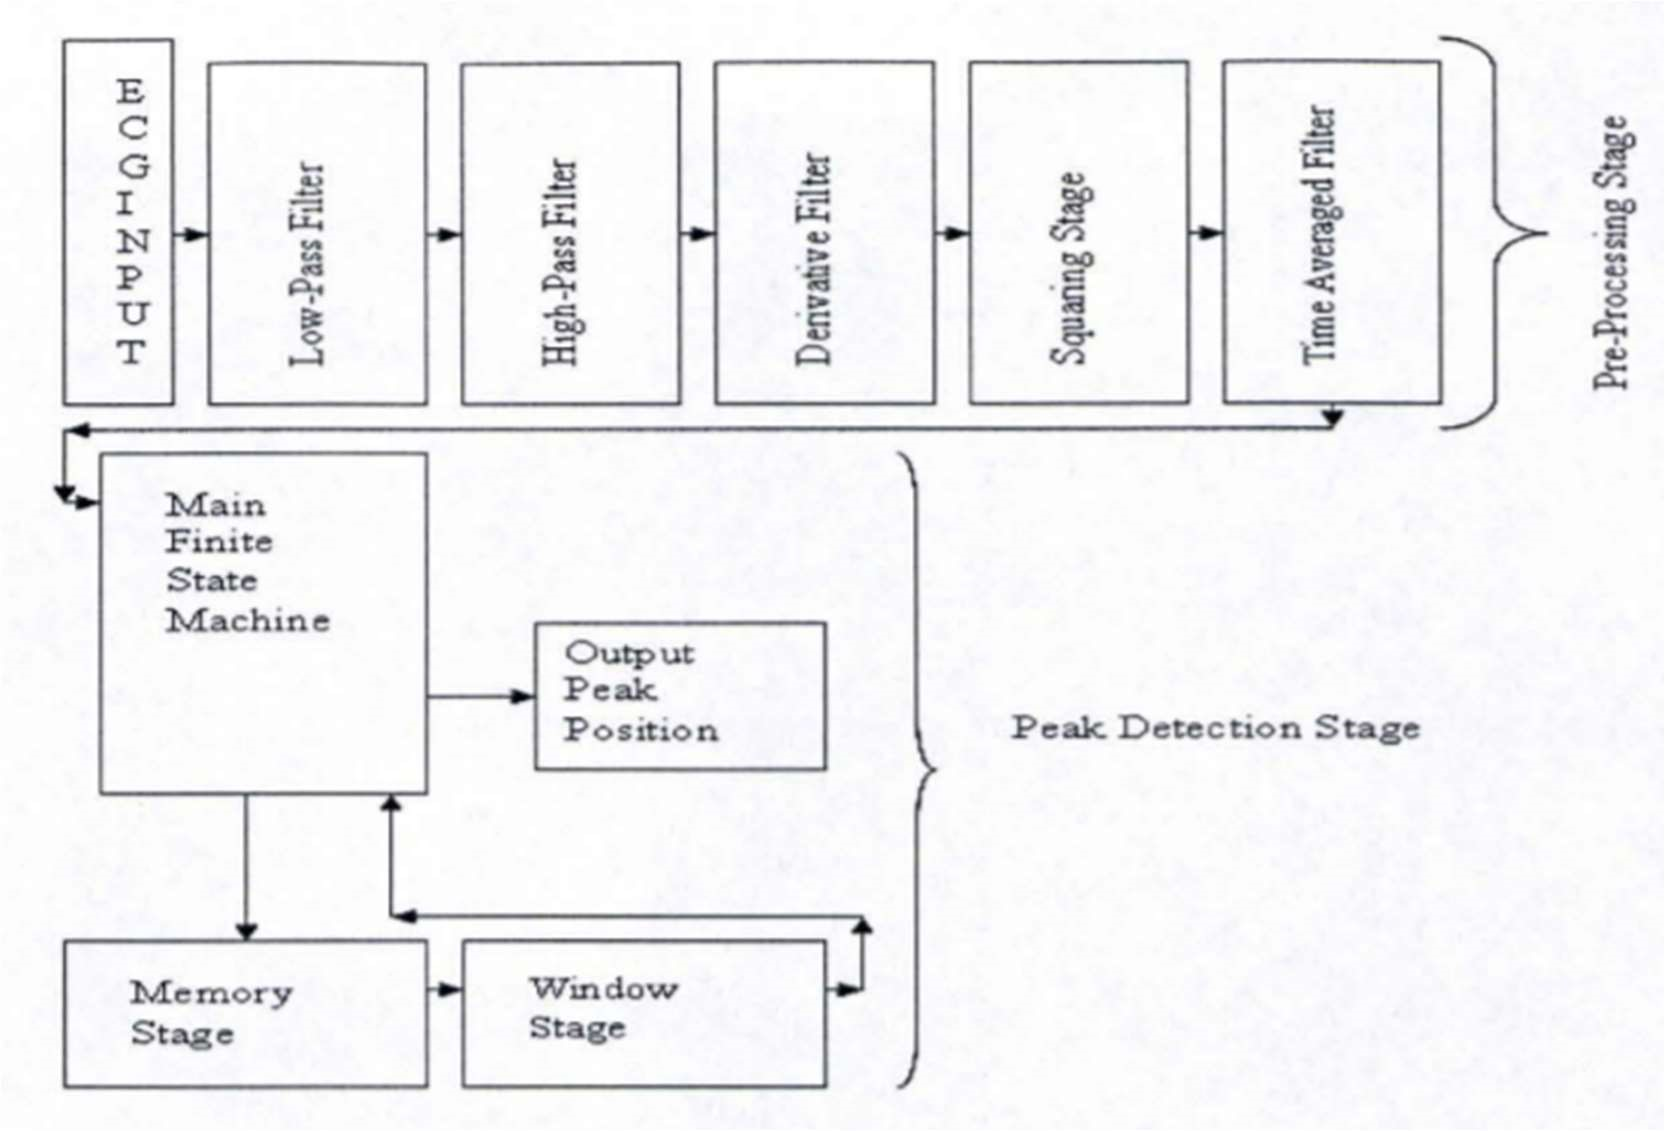 ECG INPUT
Low-Pass Filter
High-Pass Filter
Derivative Filter
Squaring Stage
Time Averaged Filter
Pre-Processing Stage
Main
Finite
State
Machine
Output
Peak
Position
Peak Detection Stage
Memory
Stage
Window
Stage